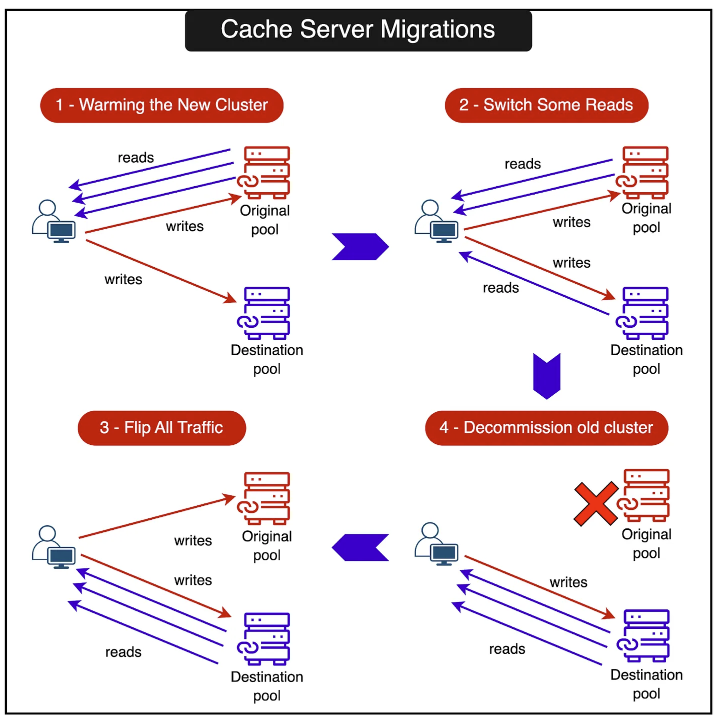 Cache Server Migrations
1 - Warming the New Cluster
reads
writes
Original
pool
writes
Destination
pool
2 - Switch Some Reads
reads
writes
Original
pool
writes
reads
Destination
pool
3 - Flip All Traffic
writes
Original
pool
writes
reads
Destination
pool
4 - Decommission old cluster
Original
pool
writes
reads
Destination
pool